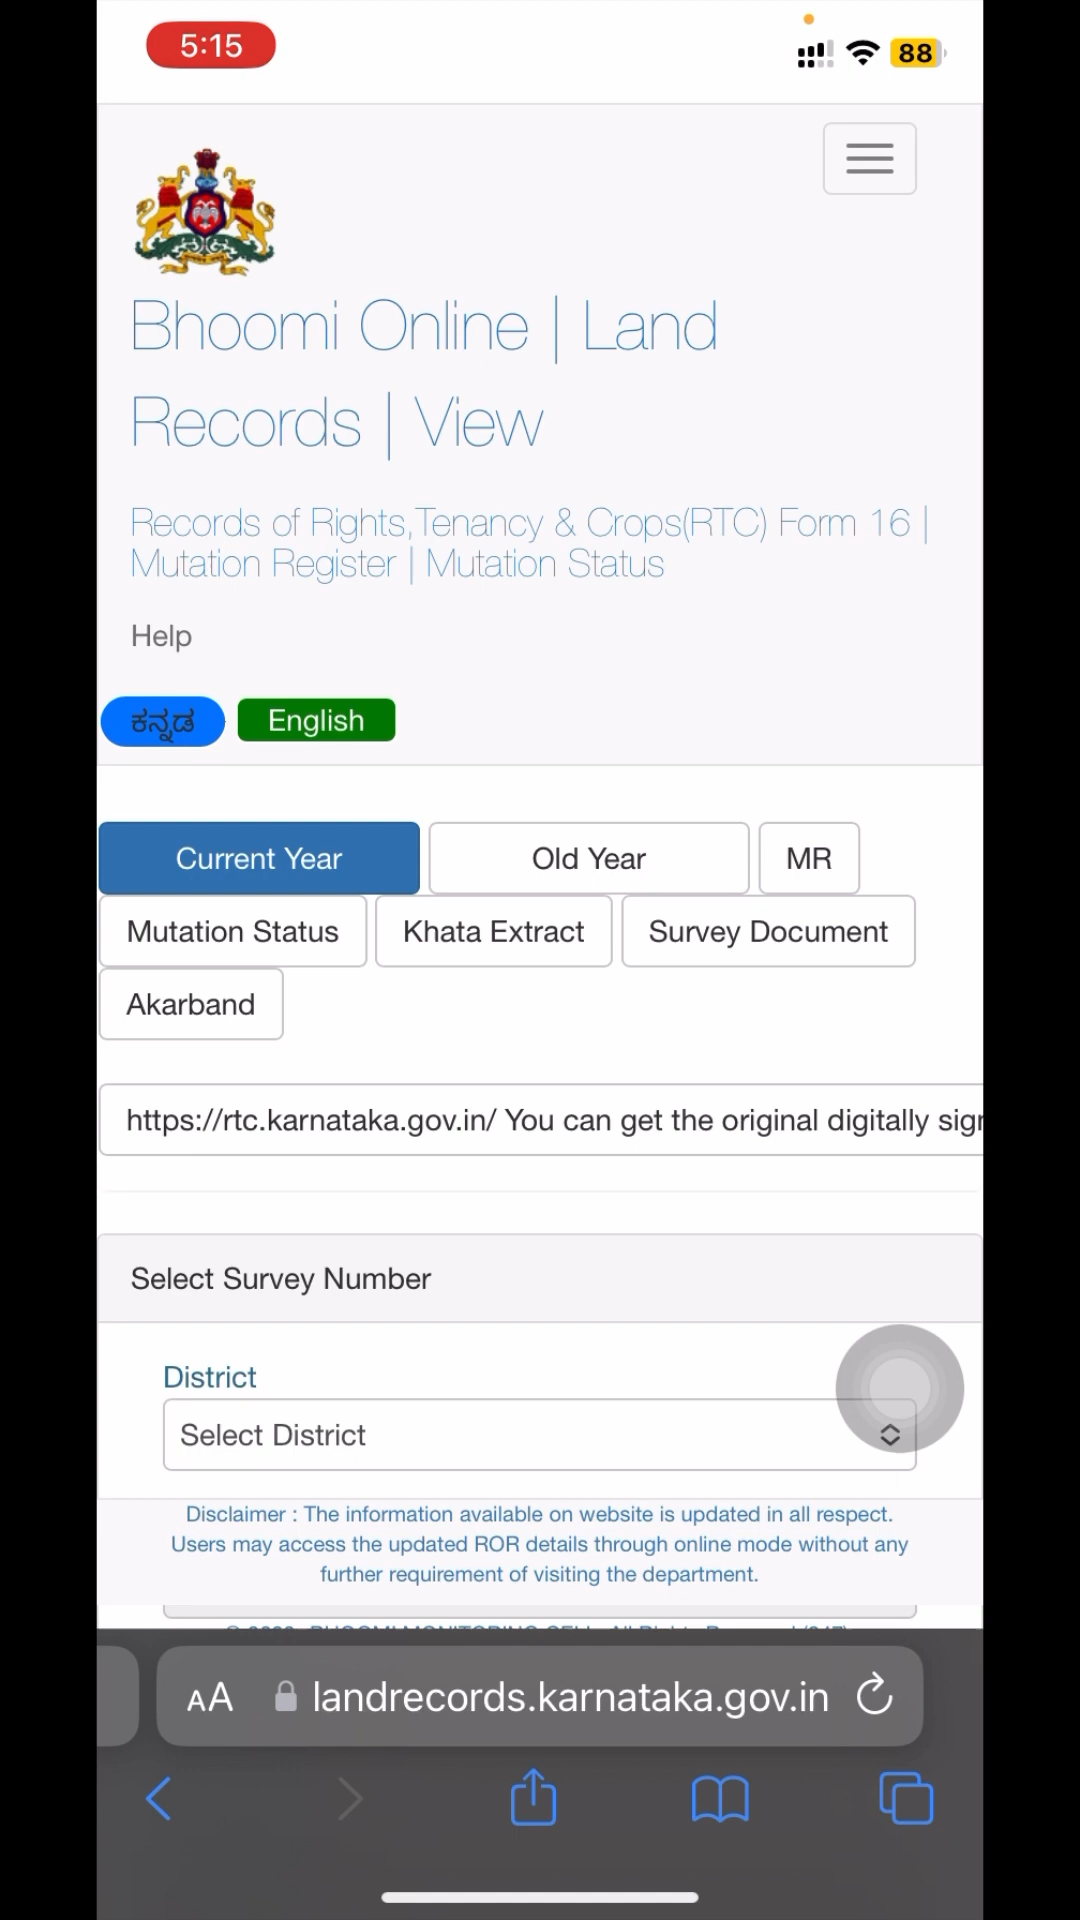 5:15
88
Bhoomi Online | Land
Records | View
Records of Rights,Tenancy & Crops(RTC) Form 16 |
Mutation Register | Mutation Status
Help
ಕನ್ನಡ English
Current Year Old Year MR
Mutation Status Khata Extract Survey Document
Akarband
https://rtc.karnataka.gov.in/ You can get the original digitally
Select Survey Number
District
Select District
Disclaimer : The information available on website is updated in all respect.
Users may access the updated ROR details through online mode without any
further requirement of visiting the department.
AA landrecords.karnataka.gov.in